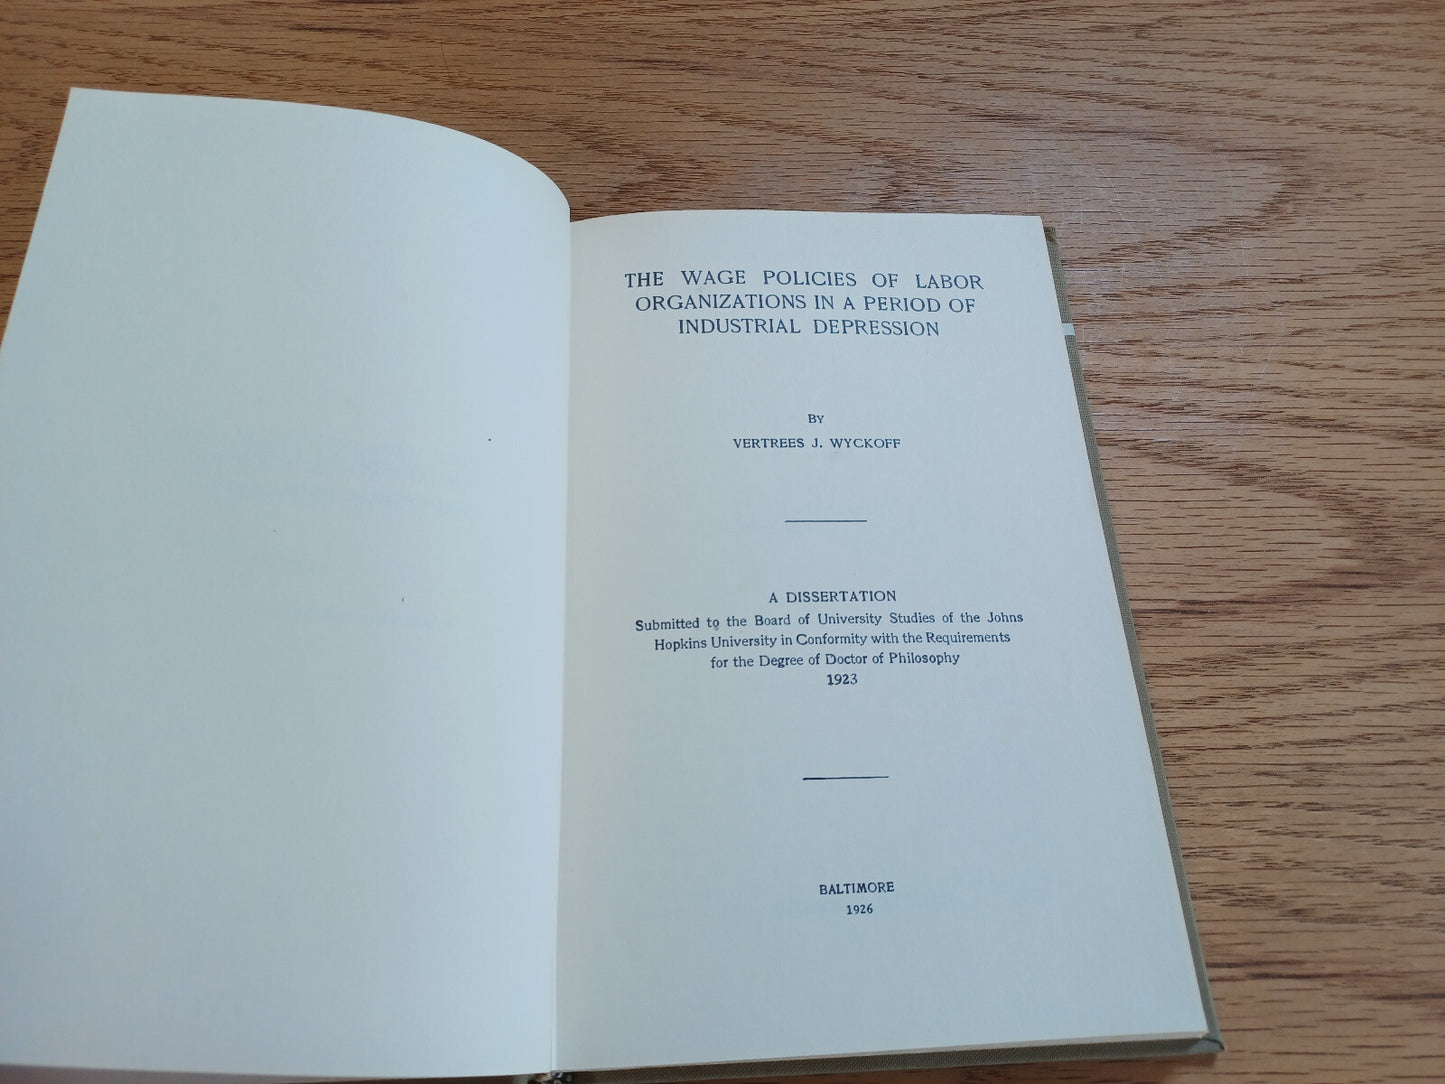 THE WAGE POLICIES OF LABOR
ORGANIZATIONS IN A PERIOD OF
INDUSTRIAL DEPRESSION
BY
VERTREES J. WYCKOFF
A DISSERTATION
Submitted to the Board of University Studies of the Johns
Hopkins University in Conformity with the Requirements
for the Degree of Doctor of Philosophy
1923
BALTIMORE
1926